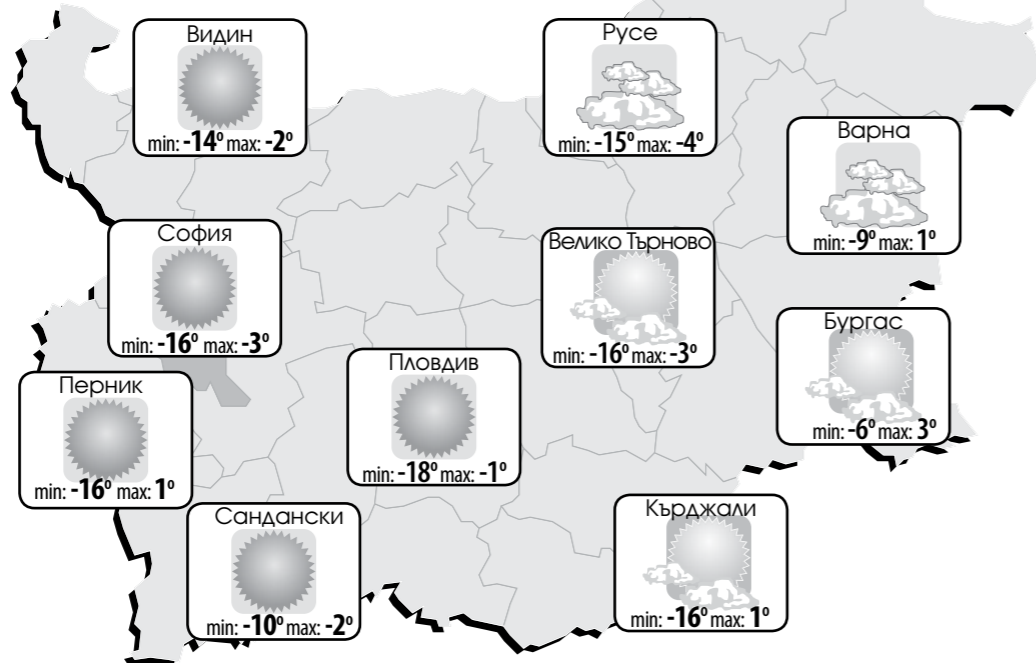 Видин
min: -14° max: -2°
Русе
min: -15° max: -4°
Варна
min: -9° max: 1°
София
min: -16° max: -3°
Велико Търново
min: -16° max: -3°
Бургас
min: -6° max: 3°
Пловдив
min: -18° max: -1°
Перник
min: -16° max: 1°
Сандански
min: -10° max: -2°
Кърджали
min: -16° max: 1°